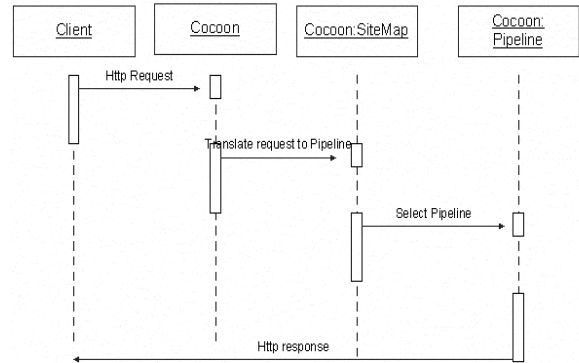 Client
Cocoon
Cocoon:SiteMap
Cocoon:
Pipeline
Http Request
Translate request to Pipeline
Select Pipeline
Http response